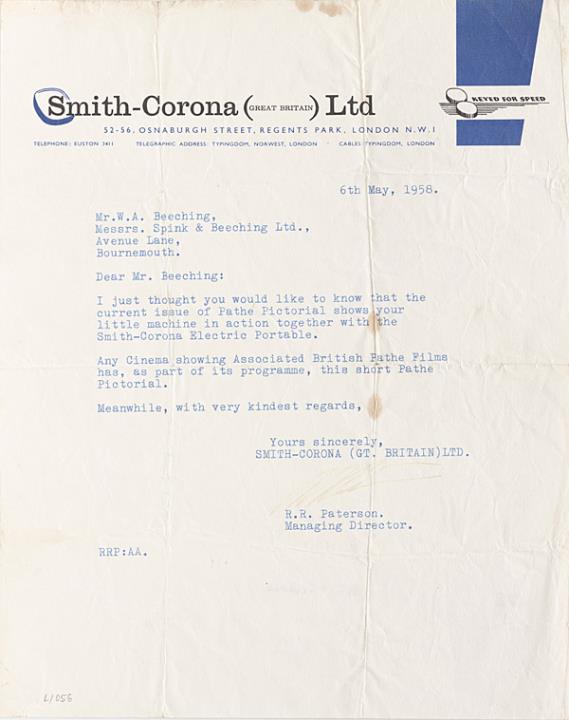 Smith-Corona (GREAT BRITAIN) Ltd
KEYED FOR SPEED
52-56, OSNABURGH STREET, REGENTS PARK, LONDON N.W.1
TELEPHONE: EUSTON 3411 TELEGRAPHIC ADDRESS: TYPINGDOM, NORWEST, LONDON · CABLES TYPINGDOM, LONDON
6th May, 1958.
Mr.W.A. Beeching,
Messrs. Spink & Beeching Ltd.,
Avenue Lane,
Bournemouth.
Dear Mr. Beeching:
I just thought you would like to know that the
current issue of Pathe Pictorial shows your
little machine in action together with the
Smith-Corona Electric Portable.
Any Cinema showing Associated British Pathe Films
has, as part of its programme, this short Pathe
Pictorial.
Meanwhile, with very kindest regards,
Yours sincerely,
SMITH-CORONA (GT. BRITAIN)LTD.
R.R. Paterson.
Managing Director.
RRP:AA.
L1056